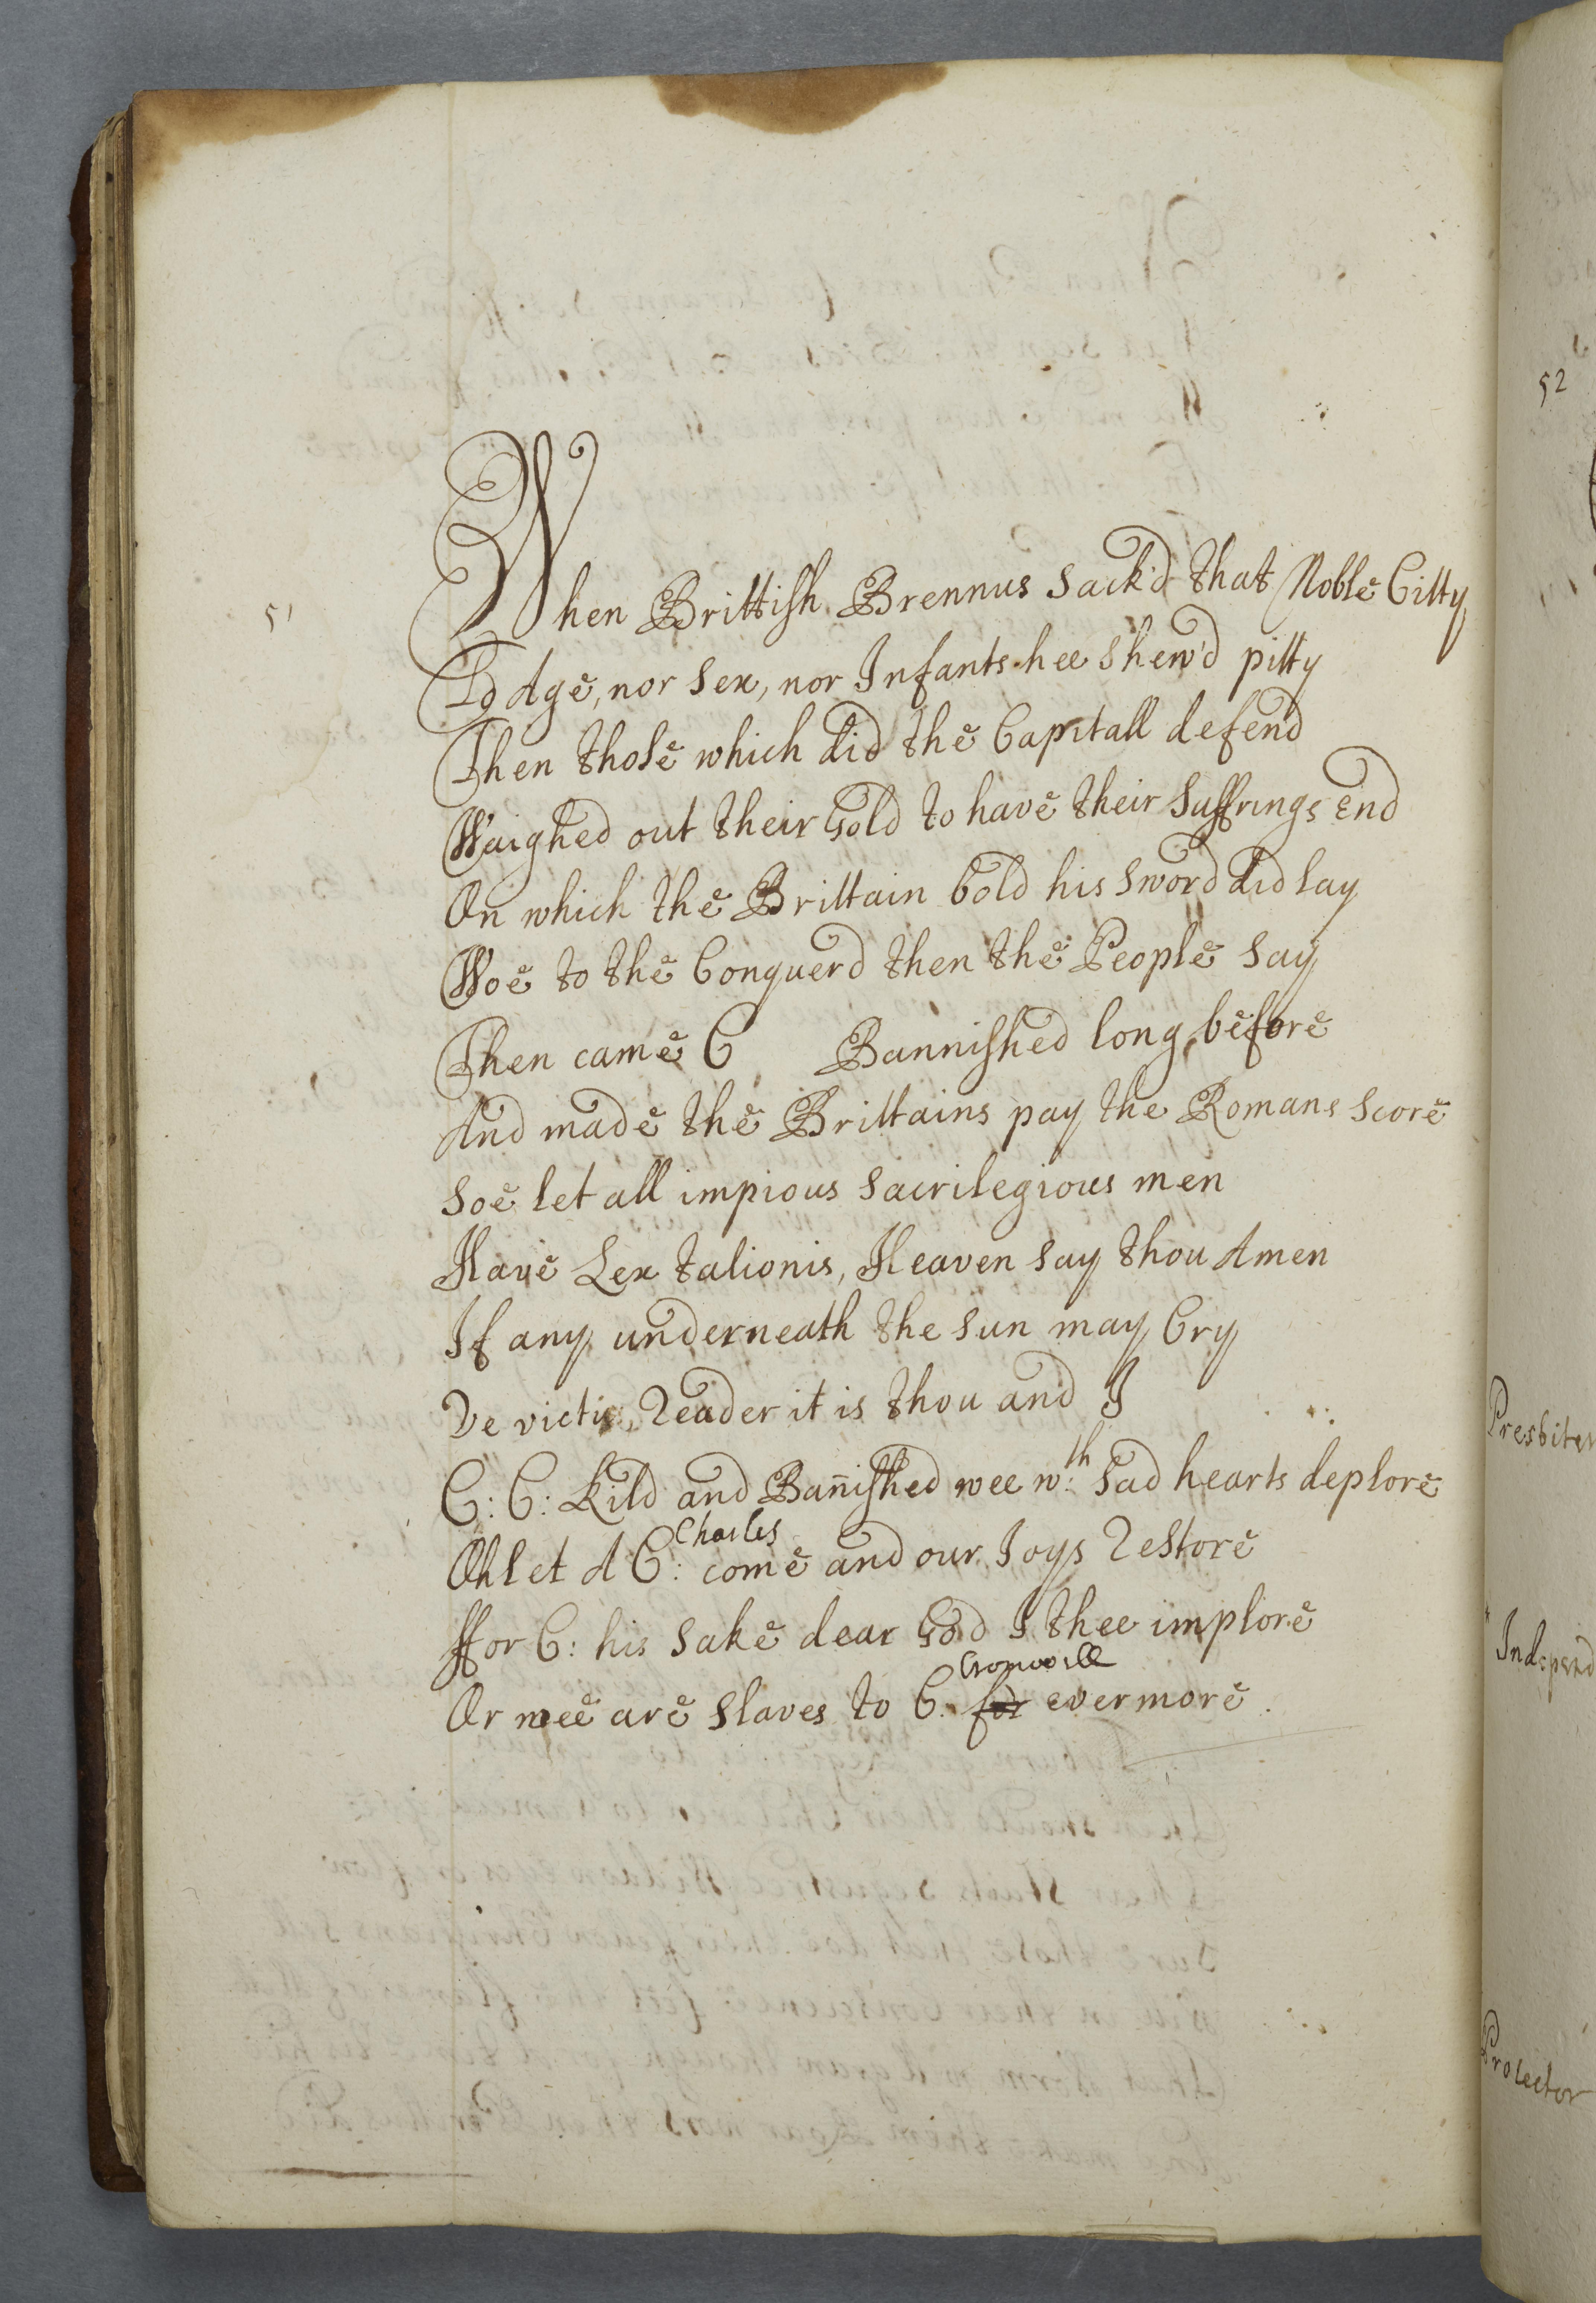 51
When Brittish Brennus Sack'd that Noble Citty
To Age, nor Sex, nor Infants hee Shew'd pitty
Then those which did the Capitall defend
Waighed out their Gold to have their Suffrings End
On which the Brittain bold his Sword did lay
Woe to the Conquerd then the People Say
Then came C Bannished long before
And made the Brittains pay the Romans Score
Soe let all impious Sacrilegious men
Have Lex talionis, Heaven Say thou Amen
If any underneath the Sun may Cry
Ve victis, Reader it is thou and I
C: C: Kild and Bañished wee wth Sad hearts deplore
Charles
Oh let A C: come and our Joys Restore
ffor C: his Sake dear God I thee implore
Cromwell
Or wee are Slaves to C. for evermore.
52
Presbiter
Independ
Protector